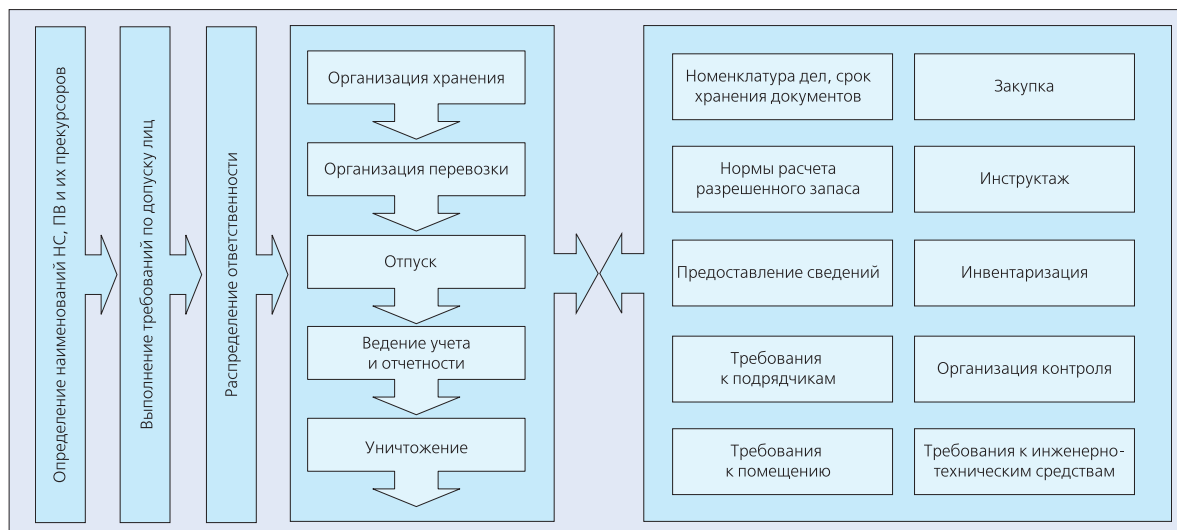 Определение наименований НС, ПВ и их прекурсоров
Выполнение требований по допуску лиц
Распределение ответственности
Организация хранения
Организация перевозки
Отпуск
Ведение учета
и отчетности
Уничтожение
Номенклатура дел, срок
хранения документов
Закупка
Нормы расчета
разрешенного запаса
Инструктаж
Предоставление сведений
Инвентаризация
Требования
к подрядчикам
Организация контроля
Требования
к помещению
Требования к инженерно-
техническим средствам